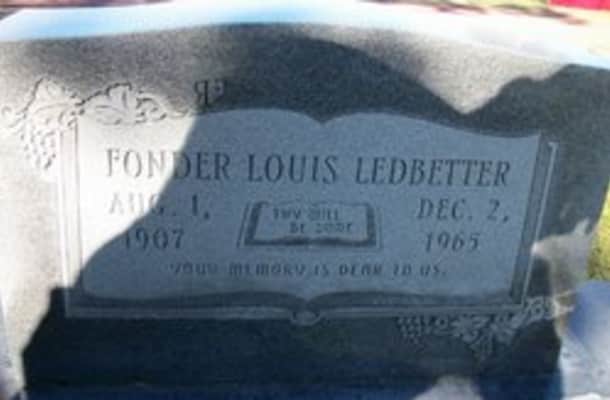 FONDER LOUIS LEDBETTER
AUG. 1, 1907
THY WILL
BE DONE
DEC. 2, 1965
YOUR MEMORY IS DEAR TO US.